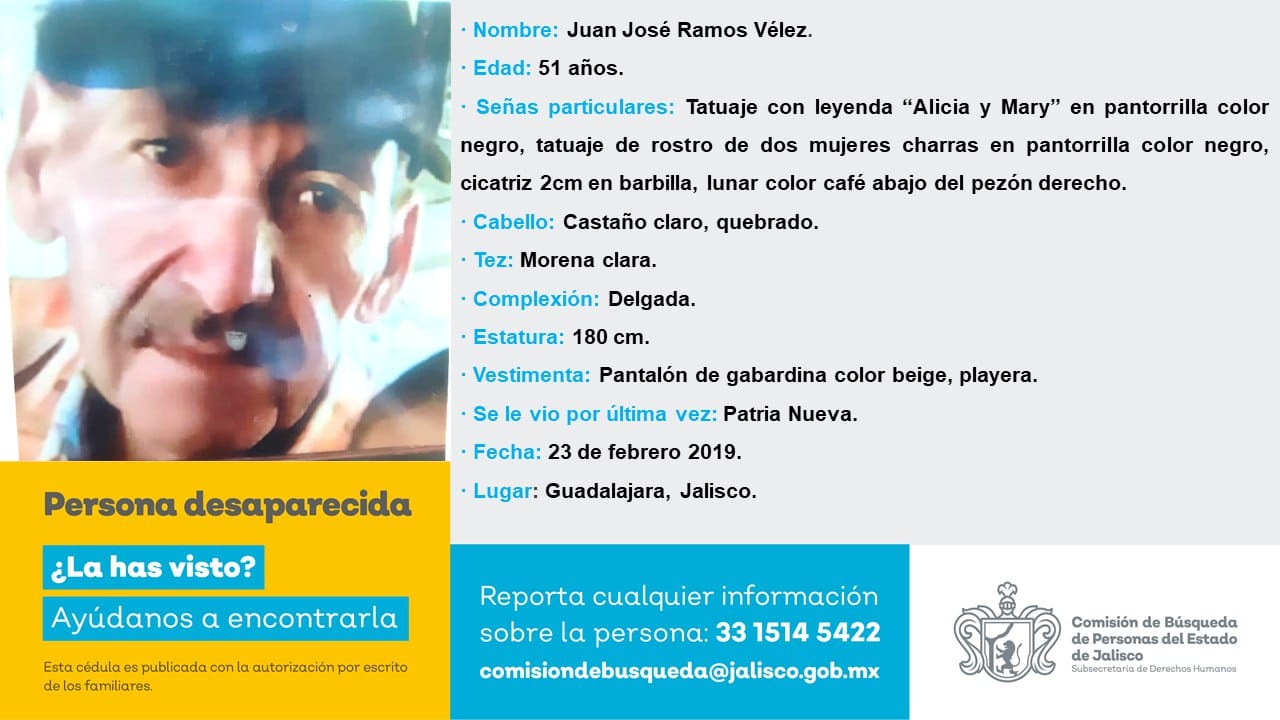 · Nombre: Juan José Ramos Vélez.
· Edad: 51 años.
· Señas particulares: Tatuaje con leyenda “Alicia y Mary” en pantorrilla color
negro, tatuaje de rostro de dos mujeres charras en pantorrilla color negro,
cicatriz 2cm en barbilla, lunar color café abajo del pezón derecho.
· Cabello: Castaño claro, quebrado.
· Tez: Morena clara.
· Complexión: Delgada.
· Estatura: 180 cm.
· Vestimenta: Pantalón de gabardina color beige, playera.
· Se le vio por última vez: Patria Nueva.
· Fecha: 23 de febrero 2019.
· Lugar: Guadalajara, Jalisco.
Persona desaparecida
¿La has visto?
Ayúdanos a encontrarla
Esta cédula es publicada con la autorización por escrito
de los familiares.
Reporta cualquier información
sobre la persona: 33 1514 5422
comisiondebusqueda@jalisco.gob.mx
Comisión de Búsqueda
de Personas del Estado
de Jalisco
Subsecretaría de Derechos Humanos